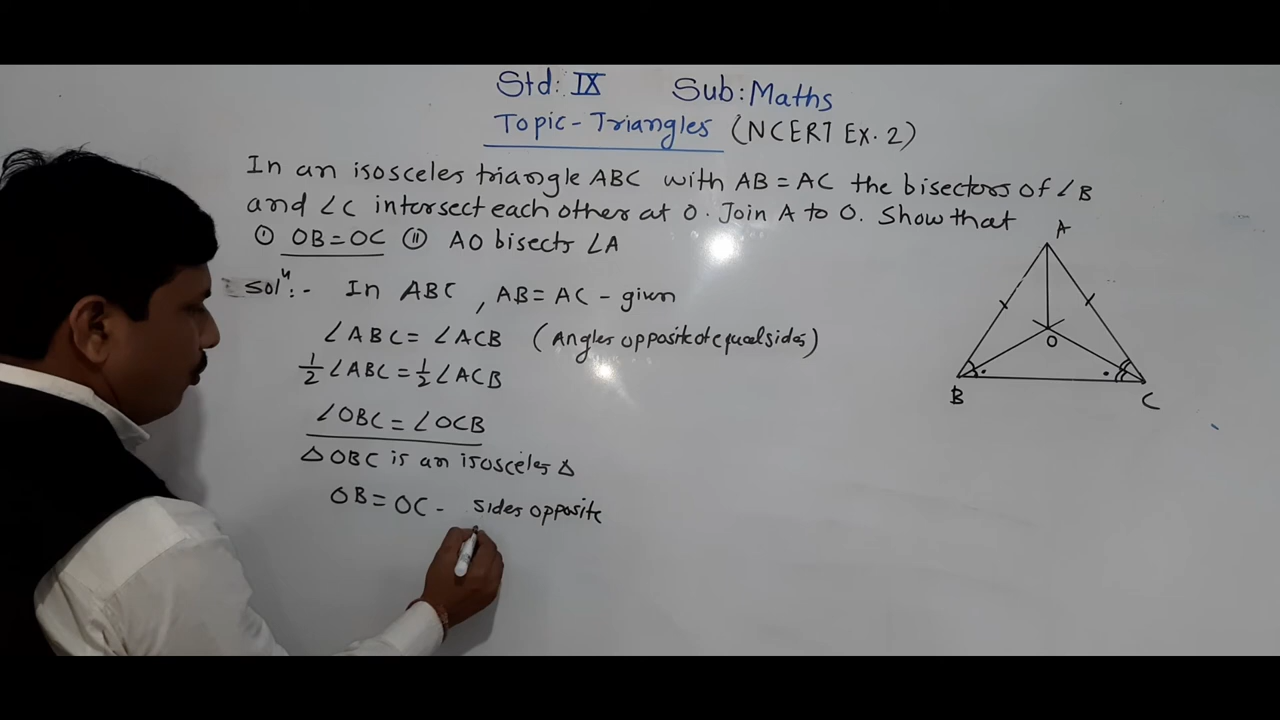 Std: IX Sub: Maths
Topic - Triangles (NCERT Ex. 2)
In an isosceles triangle ABC with AB = AC the bisectors of ∠B
and ∠C intersect each other at O. Join A to O. Show that
(i) OB = OC (ii) AO bisects ∠A
Solⁿ:- In ABC, AB = AC - given
∠ABC = ∠ACB (Angles opposite of equal sides)
1/2 ∠ABC = 1/2 ∠ACB
∠OBC = ∠OCB
△OBC is an isosceles △
OB = OC - sides opposite
A
O
B
C